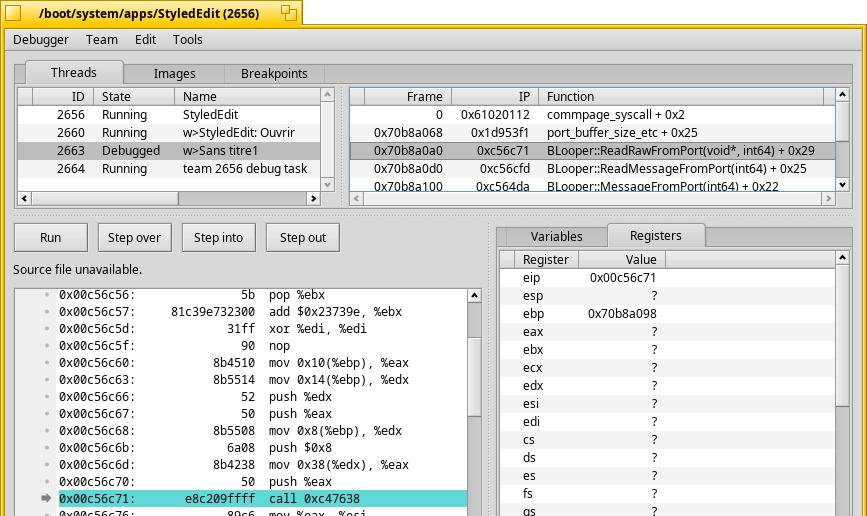 /boot/system/apps/StyledEdit (2656)
Debugger Team Edit Tools
Threads Images Breakpoints
ID State Name
2656 Running StyledEdit
2660 Running w>StyledEdit: Ouvrir
2663 Debugged w>Sans titre1
2664 Running team 2656 debug task
Frame IP Function
0 0x61020112 commpage_syscall + 0x2
0x70b8a068 0x1d953f1 port_buffer_size_etc + 0x25
0x70b8a0a0 0xc56c71 BLooper::ReadRawFromPort(void*, int64) + 0x29
0x70b8a0d0 0xc56cfd BLooper::ReadMessageFromPort(int64) + 0x25
0x70b8a100 0xc564da BLooper::MessageFromPort(int64) + 0x22
Run Step over Step into Step out
Source file unavailable.
0x00c56c56: 5b pop %ebx
0x00c56c57: 81c39e732300 add $0x23739e, %ebx
0x00c56c5d: 31ff xor %edi, %edi
0x00c56c5f: 90 nop
0x00c56c60: 8b4510 mov 0x10(%ebp), %eax
0x00c56c63: 8b5514 mov 0x14(%ebp), %edx
0x00c56c66: 52 push %edx
0x00c56c67: 50 push %eax
0x00c56c68: 8b5508 mov 0x8(%ebp), %edx
0x00c56c6b: 6a08 push $0x8
0x00c56c6d: 8b4238 mov 0x38(%edx), %eax
0x00c56c70: 50 push %eax
0x00c56c71: e8c209ffff call 0xc47638
0x00c56c76: 89c6 mov %eax, %esi
Variables Registers
Register Value
eip 0x00c56c71
esp ?
ebp 0x70b8a098
eax ?
ebx ?
ecx ?
edx ?
esi ?
edi ?
cs ?
ds ?
es ?
fs ?
gs ?